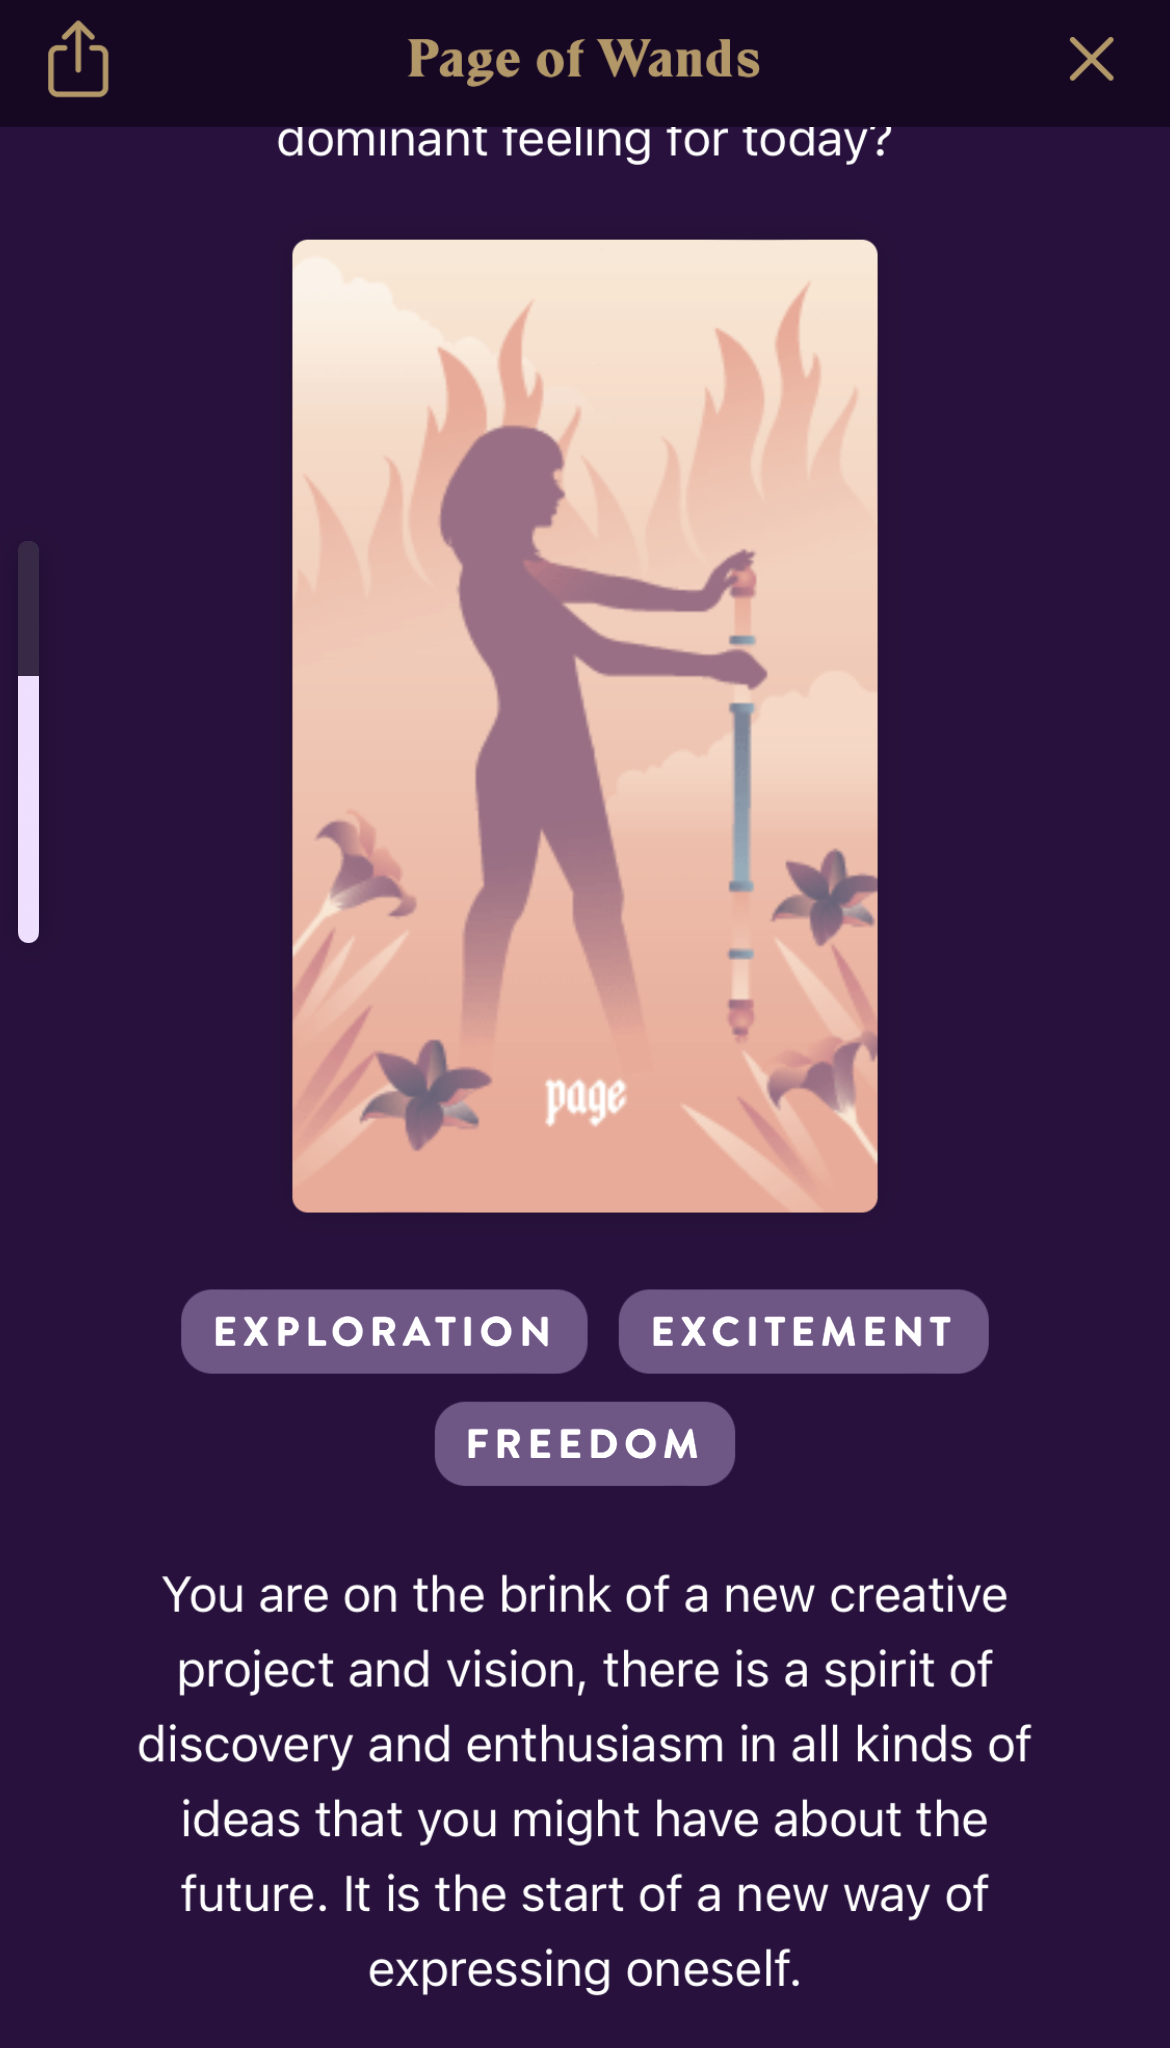 Page of Wands
dominant feeling for today?
page
EXPLORATION
EXCITEMENT
FREEDOM
You are on the brink of a new creative
project and vision, there is a spirit of
discovery and enthusiasm in all kinds of
ideas that you might have about the
future. It is the start of a new way of
expressing oneself.